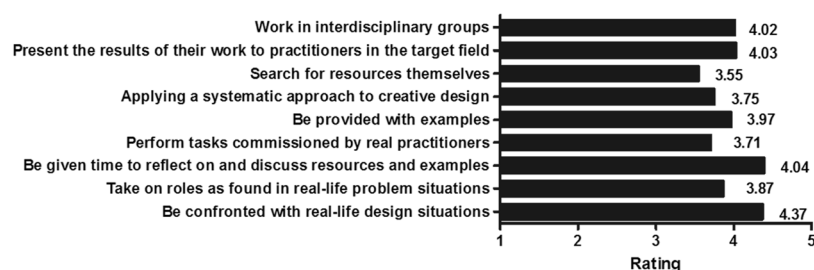 Work in interdisciplinary groups 4.02
Present the results of their work to practitioners in the target field 4.03
Search for resources themselves 3.55
Applying a systematic approach to creative design 3.75
Be provided with examples 3.97
Perform tasks commissioned by real practitioners 3.71
Be given time to reflect on and discuss resources and examples 4.04
Take on roles as found in real-life problem situations 3.87
Be confronted with real-life design situations 4.37
1 2 3 4 5
Rating